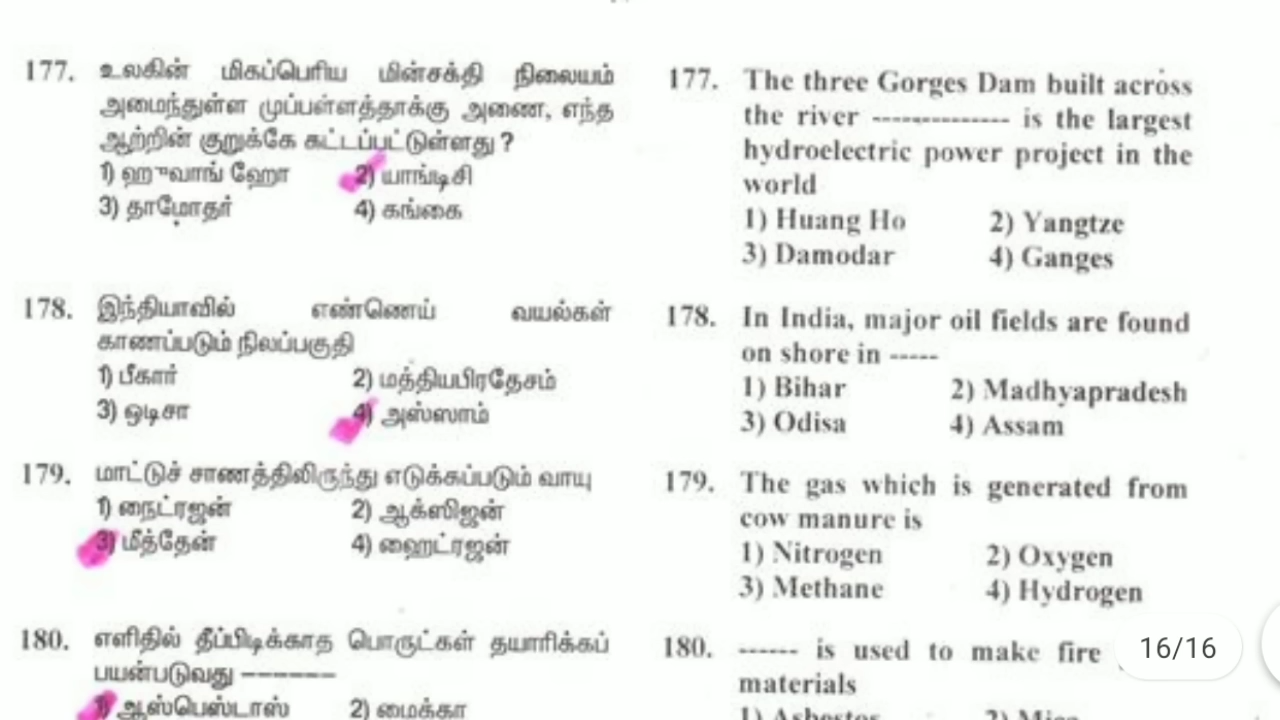 177. உலகின் மிகப்பெரிய மின்சக்தி நிலையம்
அமைந்துள்ள முப்பள்ளத்தாக்கு அணை, எந்த
ஆற்றின் குறுக்கே கட்டப்பட்டுள்ளது ?
1) ஹுவாங் ஹோ 2) யாங்டிசி
3) தாமோதர் 4) கங்கை
178. இந்தியாவில் எண்ணெய் வயல்கள்
காணப்படும் நிலப்பகுதி
1) பீகார் 2) மத்தியபிரதேசம்
3) ஒடிசா 4) அஸ்ஸாம்
179. மாட்டுச் சாணத்திலிருந்து எடுக்கப்படும் வாயு
1) நைட்ரஜன் 2) ஆக்ஸிஜன்
3) மீத்தேன் 4) ஹைட்ரஜன்
180. எளிதில் தீப்பிடிக்காத பொருட்கள் தயாரிக்கப்
பயன்படுவது -------
1) ஆஸ்பெஸ்டாஸ் 2) மைக்கா
177. The three Gorges Dam built across
the river -------------- is the largest
hydroelectric power project in the
world
1) Huang Ho 2) Yangtze
3) Damodar 4) Ganges
178. In India, major oil fields are found
on shore in -----
1) Bihar 2) Madhyapradesh
3) Odisa 4) Assam
179. The gas which is generated from
cow manure is
1) Nitrogen 2) Oxygen
3) Methane 4) Hydrogen
180. ------ is used to make fire
materials
1) Asbestos 2) Mica
16/16